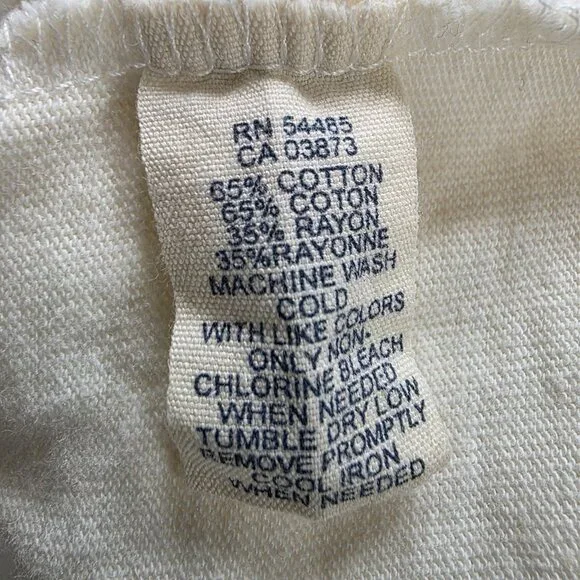 RN 54485
CA 03873
65% COTTON
65% COTON
35% RAYON
35% RAYONNE
MACHINE WASH
COLD
WITH LIKE COLORS
ONLY NON-
CHLORINE BLEACH
WHEN NEEDED
TUMBLE DRY LOW
REMOVE PROMPTLY
COOL IRON
WHEN NEEDED